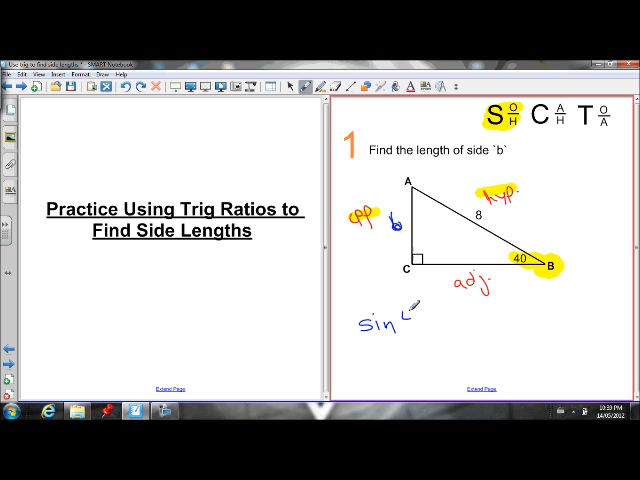 Use trig to find side lengths * - SMART Notebook
File Edit View Insert Format Draw Help
Practice Using Trig Ratios to
Find Side Lengths
Extend Page
S O/H C A/H T O/A
1 Find the length of side `b`
A
hyp.
opp
b
8
40
C
B
adj.
sin 4
Extend Page
10:39 PM
14/05/2012